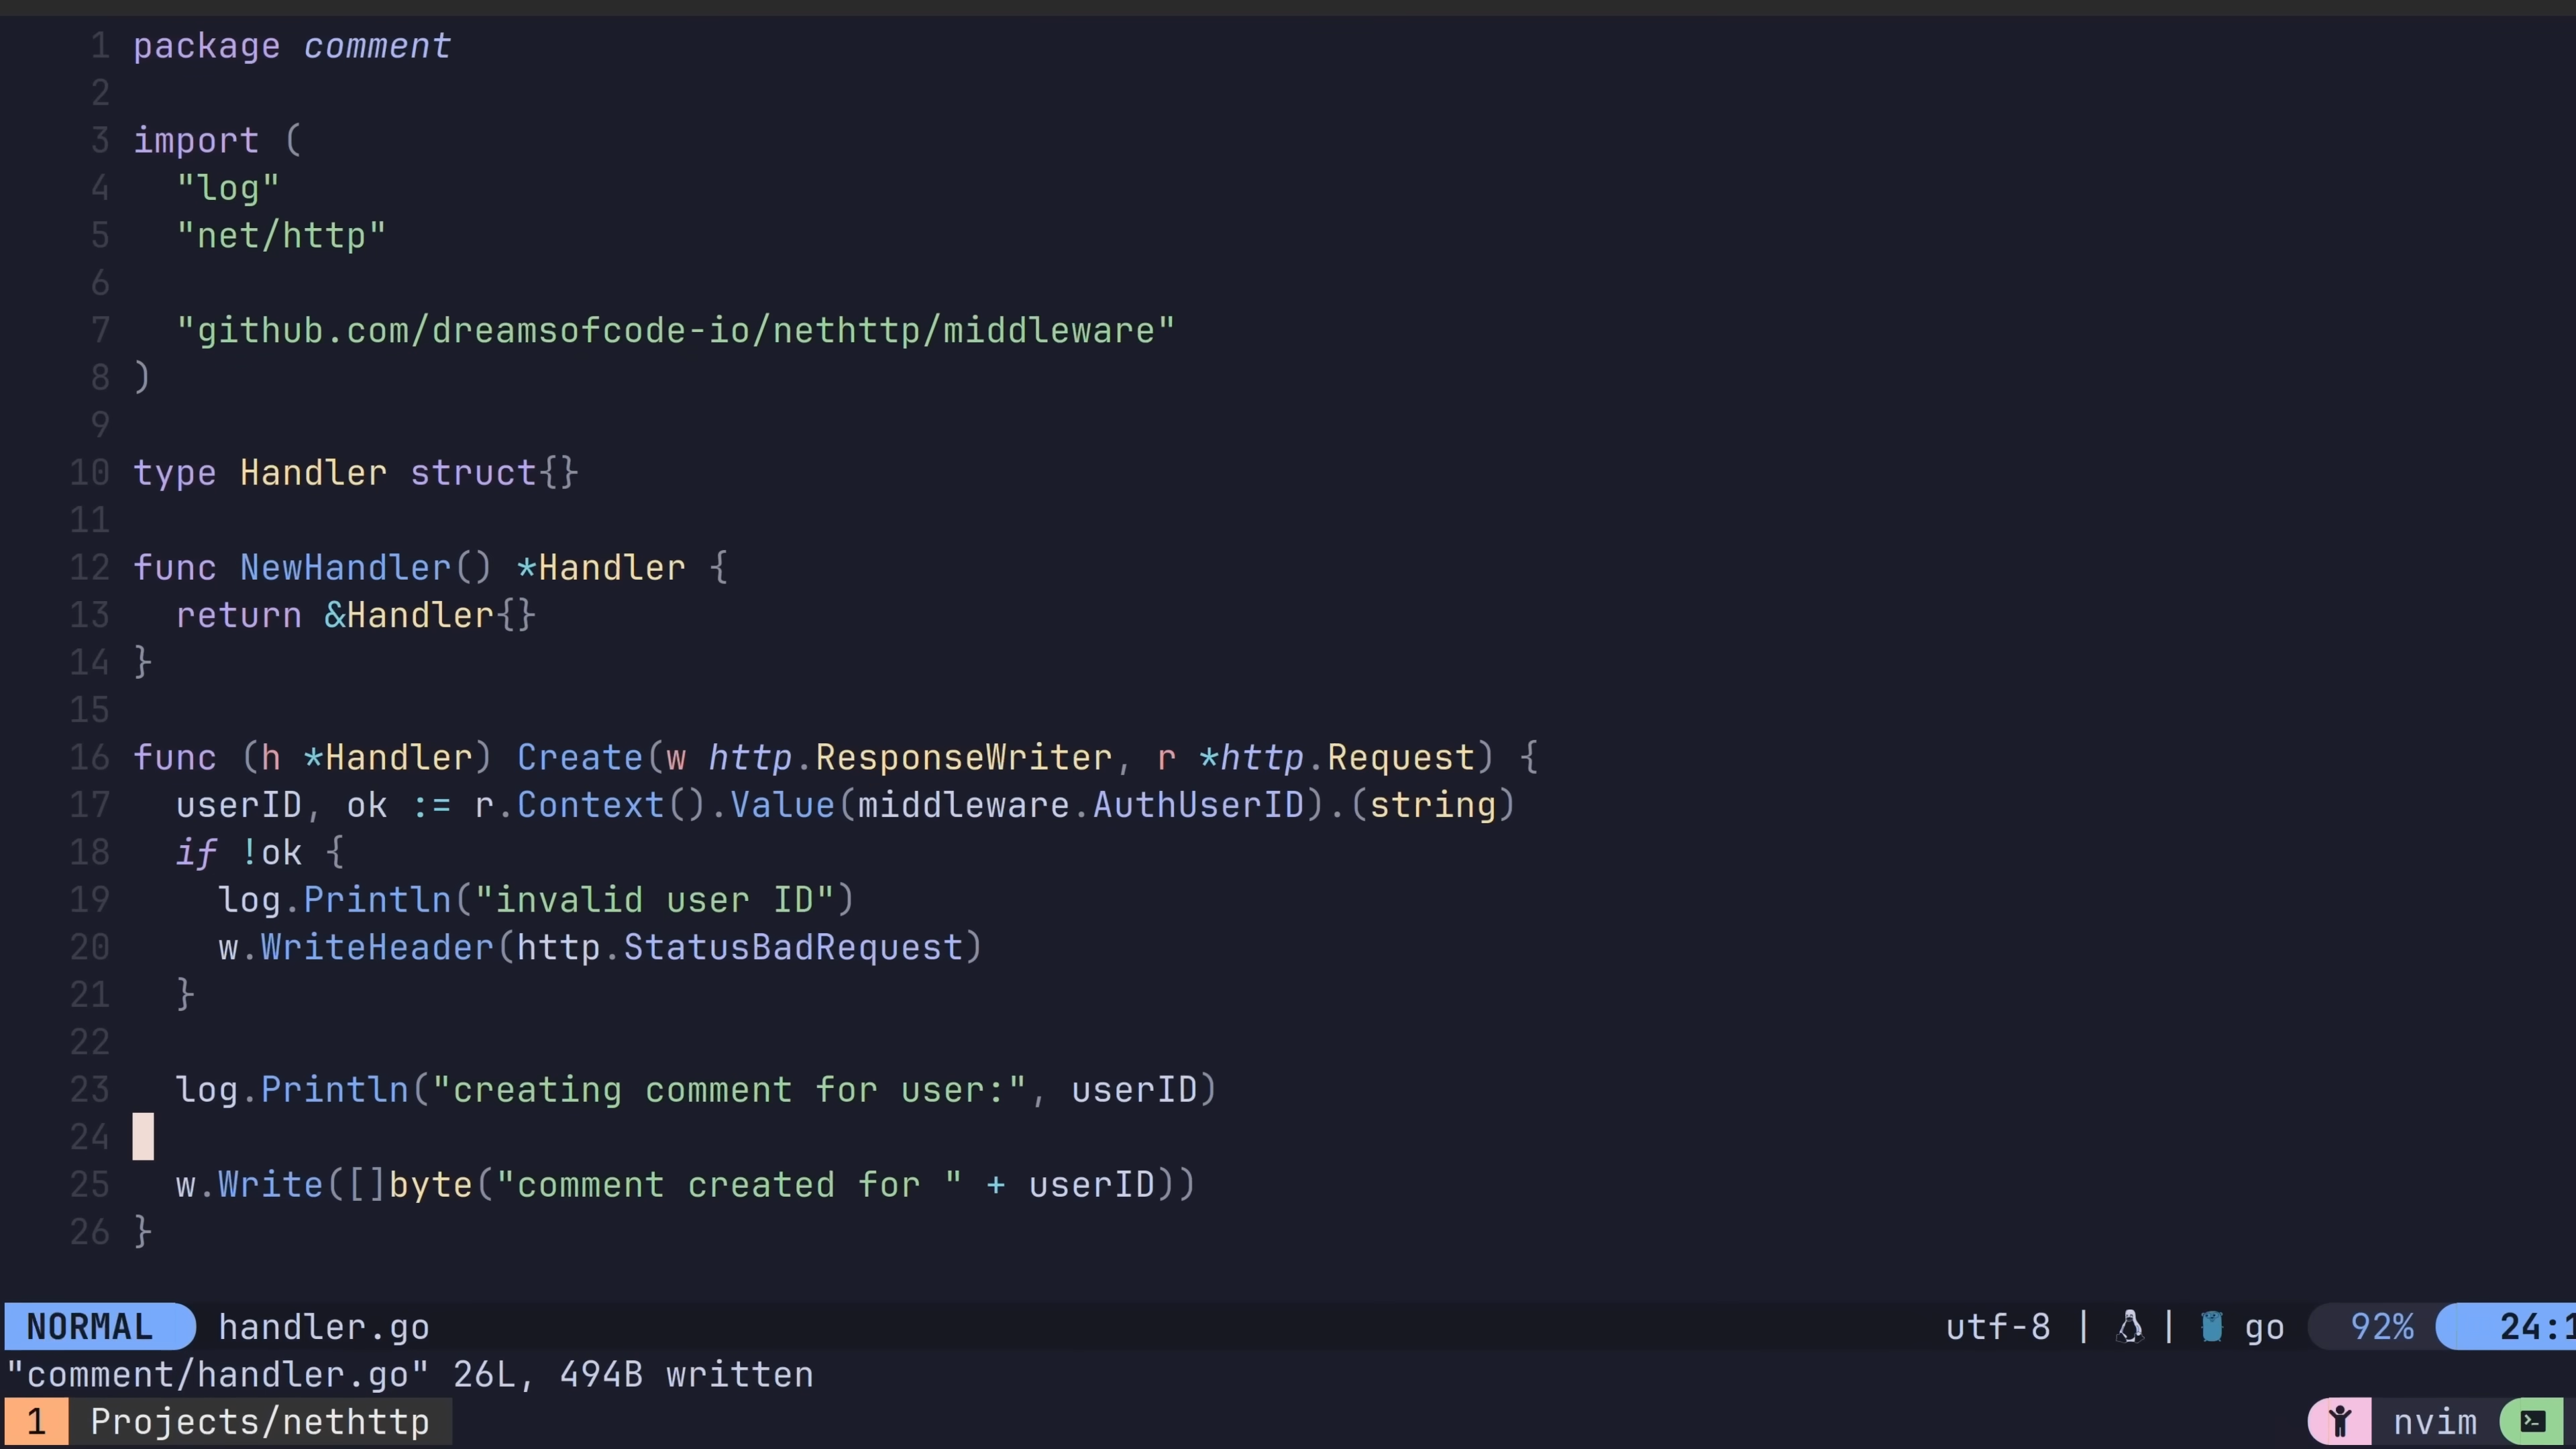 1 package comment
2
3 import (
4   "log"
5   "net/http"
6
7   "github.com/dreamsofcode-io/nethttp/middleware"
8 )
9
10 type Handler struct{}
11
12 func NewHandler() *Handler {
13   return &Handler{}
14 }
15
16 func (h *Handler) Create(w http.ResponseWriter, r *http.Request) {
17   userID, ok := r.Context().Value(middleware.AuthUserID).(string)
18   if !ok {
19     log.Println("invalid user ID")
20     w.WriteHeader(http.StatusBadRequest)
21   }
22
23   log.Println("creating comment for user:", userID)
24
25   w.Write([]byte("comment created for " + userID))
26 }
NORMAL handler.go utf-8 | | go 92% 24:1
"comment/handler.go" 26L, 494B written
1 Projects/nethttp nvim